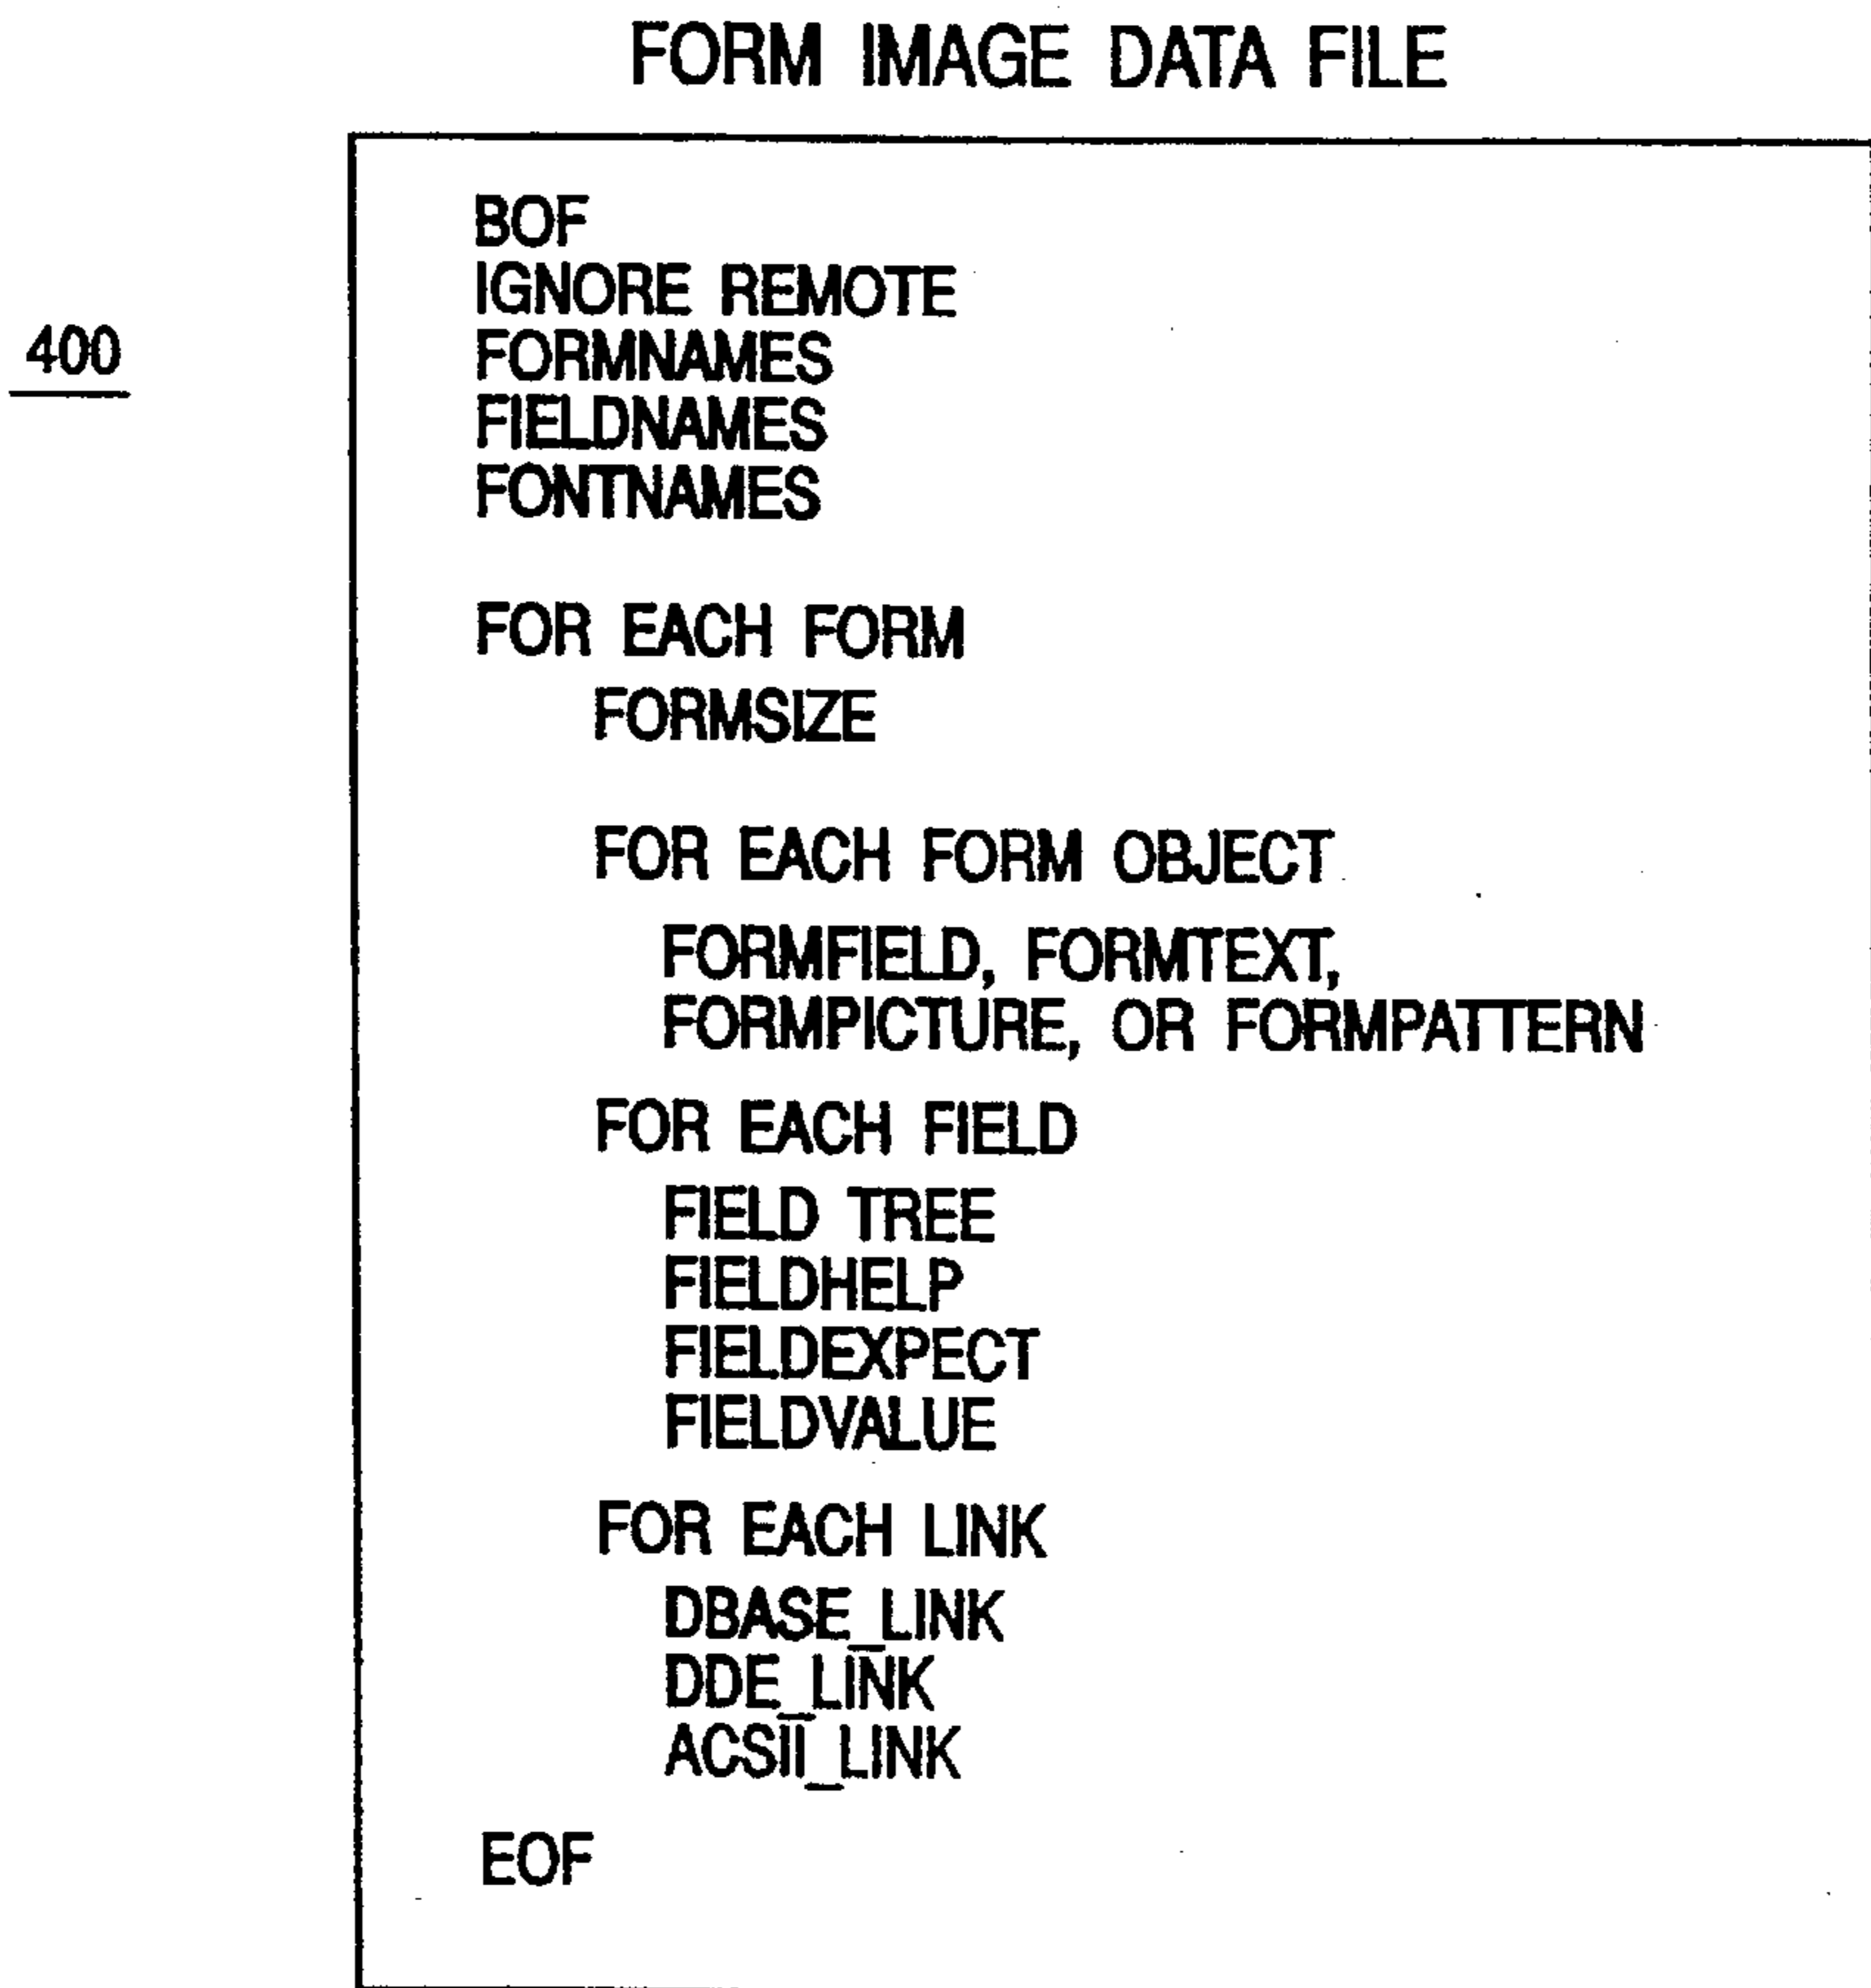 FORM IMAGE DATA FILE
400
BOF
IGNORE REMOTE
FORMNAMES
FIELDNAMES
FONTNAMES
FOR EACH FORM
FORMSIZE
FOR EACH FORM OBJECT
FORMFIELD, FORMTEXT,
FORMPICTURE, OR FORMPATTERN
FOR EACH FIELD
FIELD TREE
FIELDHELP
FIELDEXPECT
FIELDVALUE
FOR EACH LINK
DBASE_LINK
DDE_LINK
ACSII_LINK
EOF